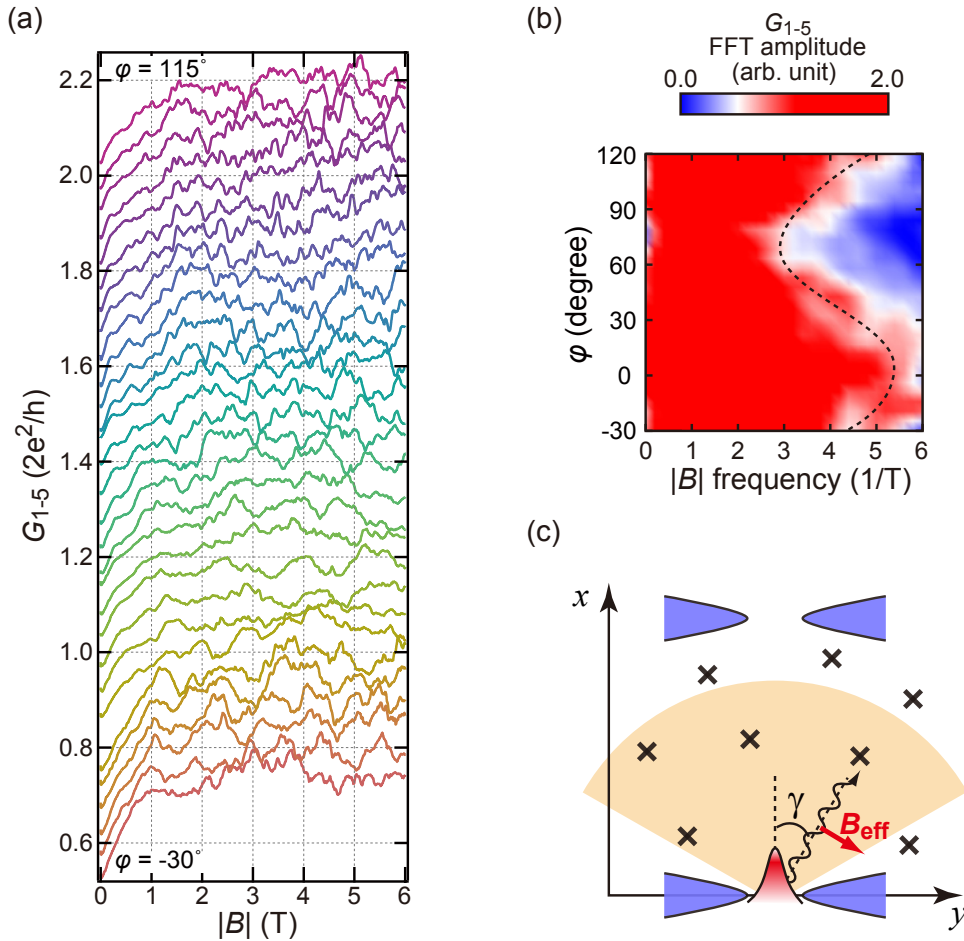 (a)
φ = 115°
2.2
2.0
1.8
1.6
1.4
1.2
1.0
0.8
0.6
G1-5 (2e²/h)
φ = -30°
0 1 2 3 4 5 6
|B| (T)
(b)
G1-5
FFT amplitude
(arb. unit)
0.0 2.0
120
90
60
30
0
-30
φ (degree)
0 1 2 3 4 5 6
|B| frequency (1/T)
(c)
x
γ
Beff
y